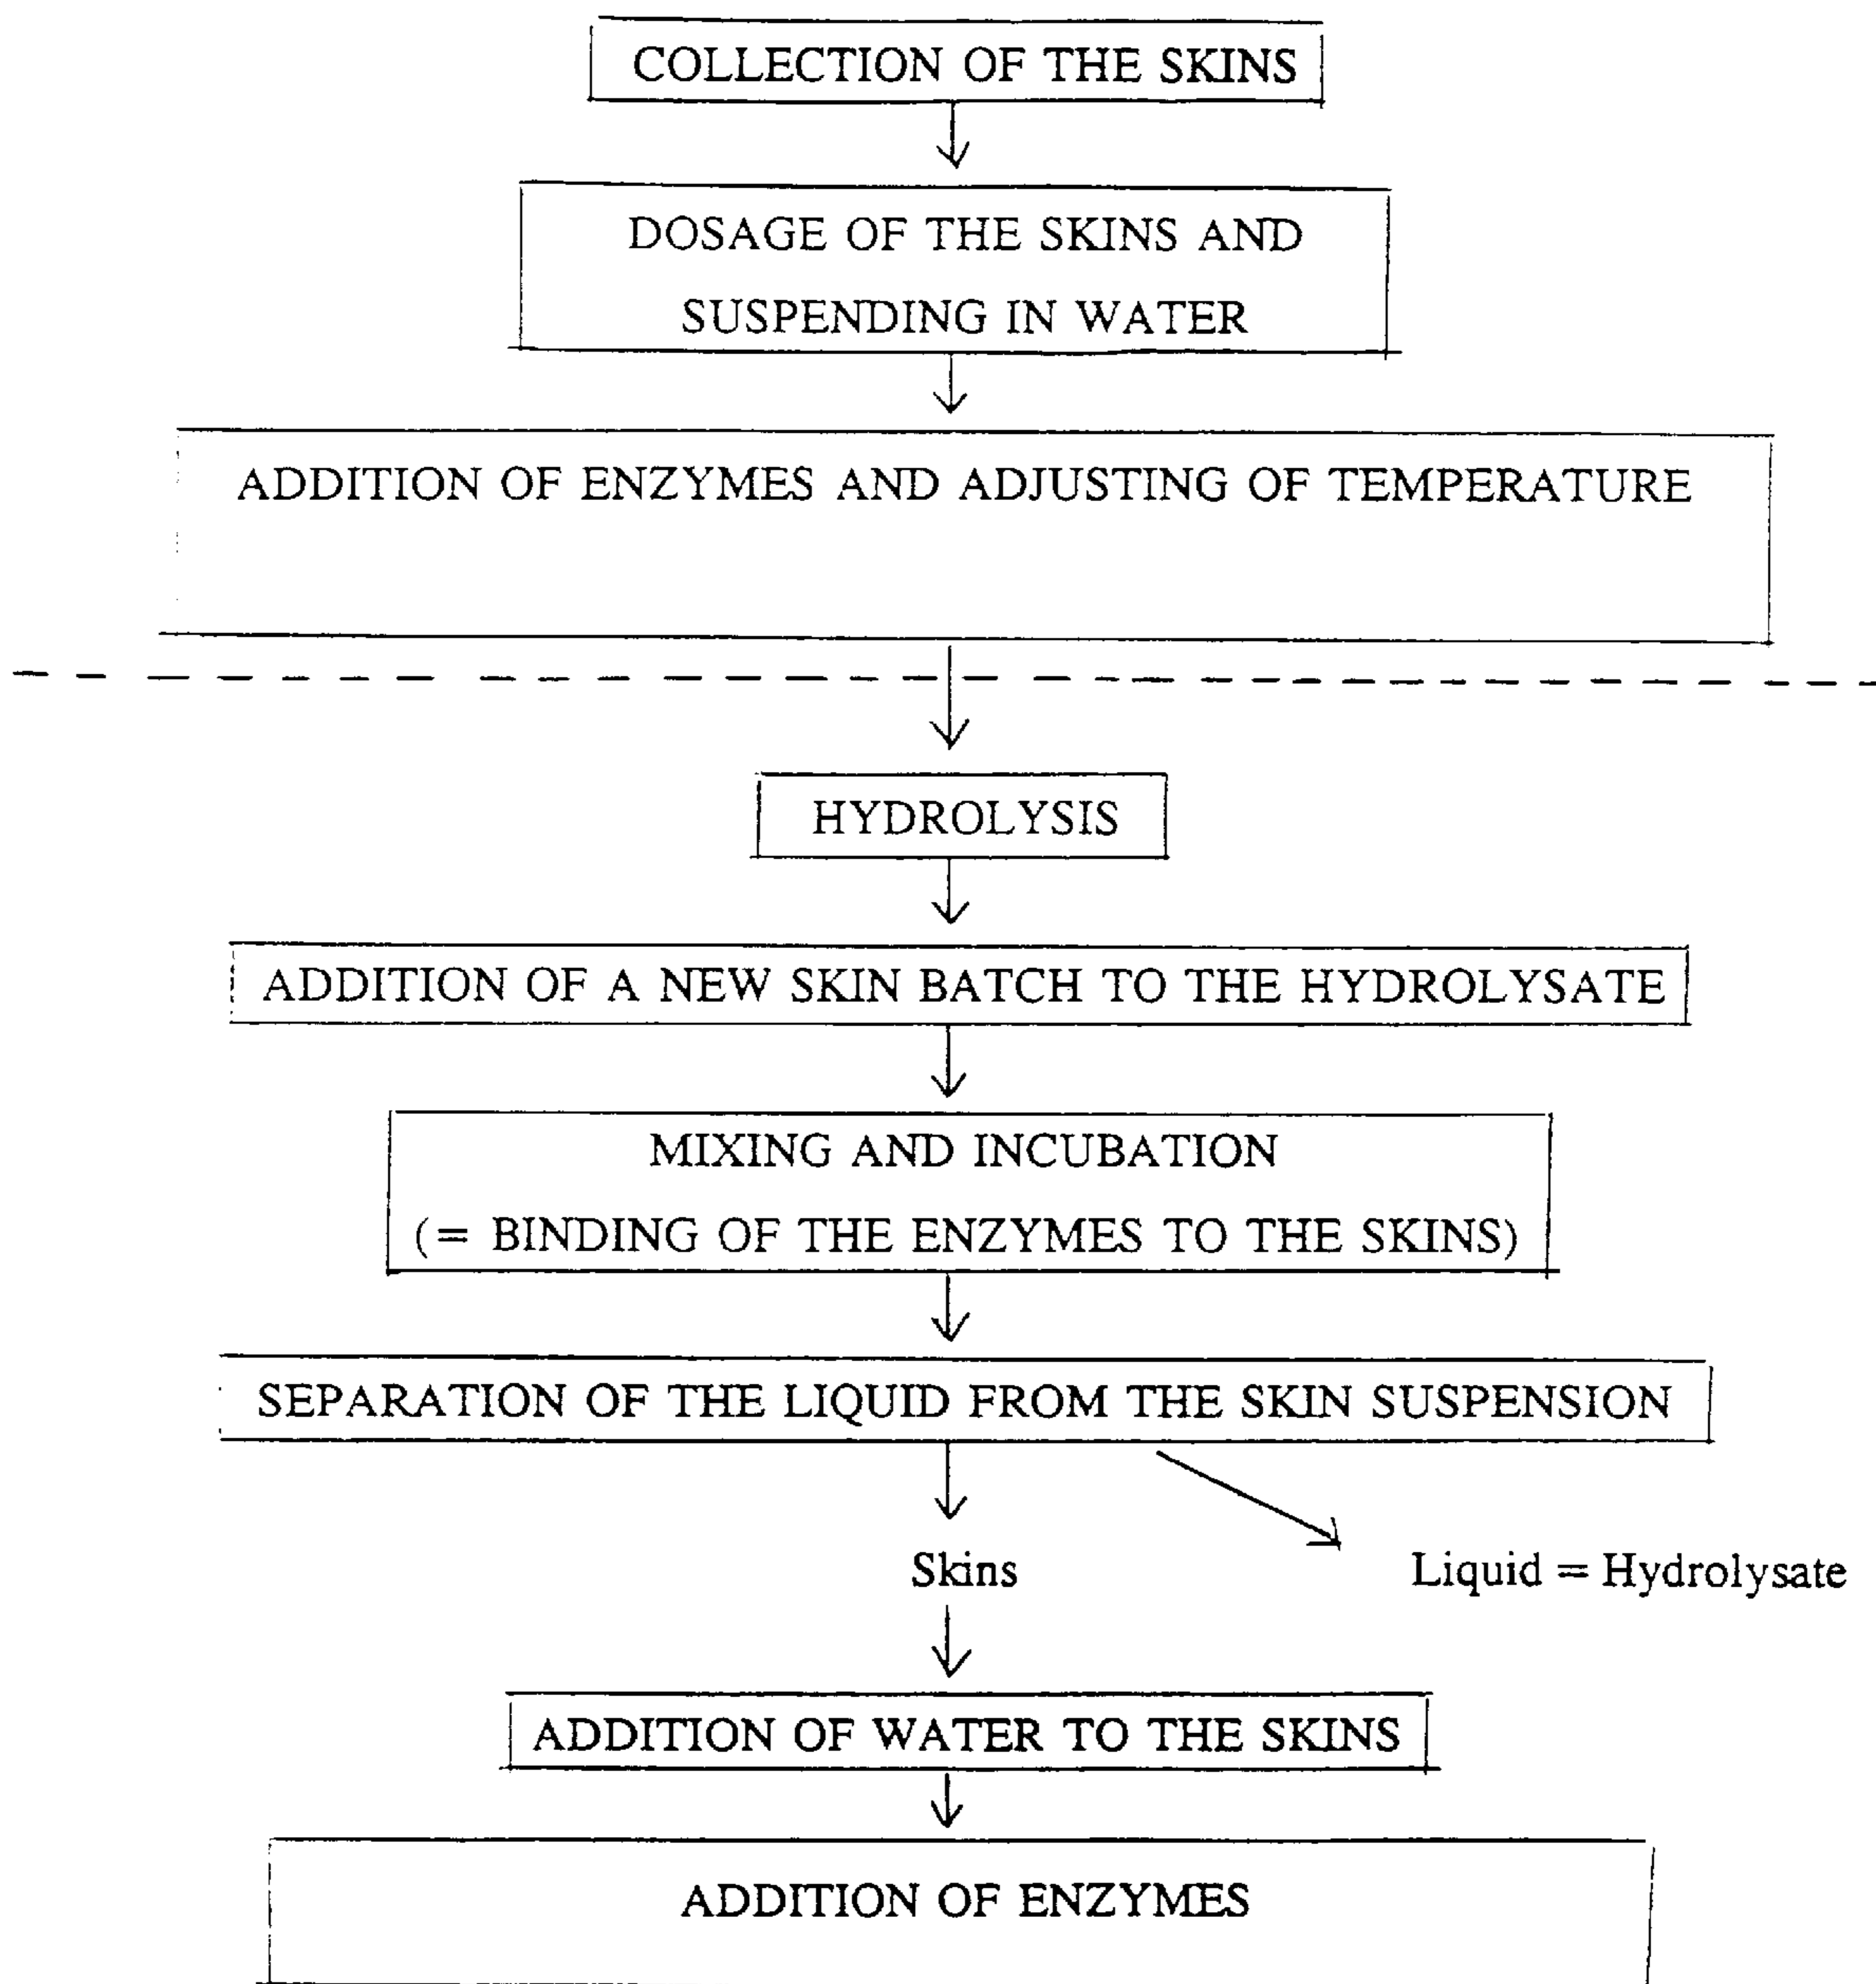 COLLECTION OF THE SKINS
DOSAGE OF THE SKINS AND
SUSPENDING IN WATER
ADDITION OF ENZYMES AND ADJUSTING OF TEMPERATURE
HYDROLYSIS
ADDITION OF A NEW SKIN BATCH TO THE HYDROLYSATE
MIXING AND INCUBATION
(= BINDING OF THE ENZYMES TO THE SKINS)
SEPARATION OF THE LIQUID FROM THE SKIN SUSPENSION
Skins
Liquid = Hydrolysate
ADDITION OF WATER TO THE SKINS
ADDITION OF ENZYMES